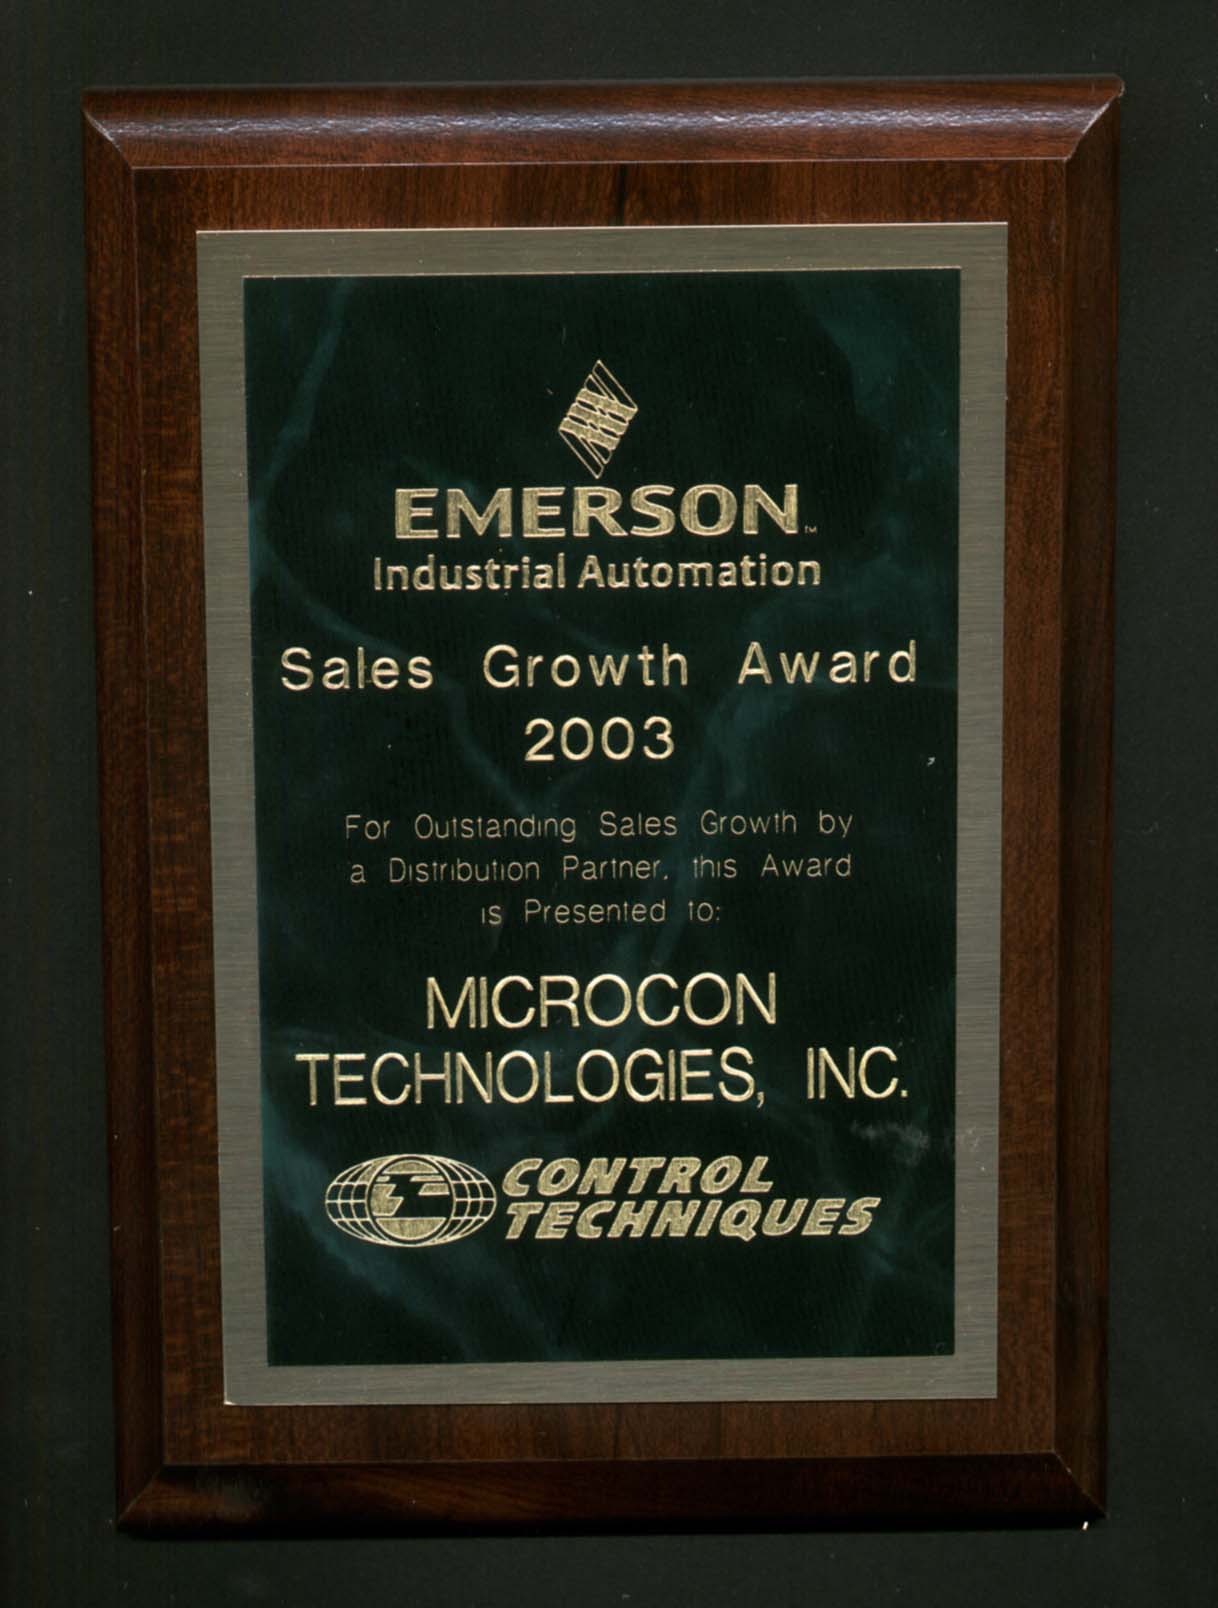 EMERSON™
Industrial Automation
Sales Growth Award
2003
For Outstanding Sales Growth by
a Distribution Partner, this Award
is Presented to:
MICROCON
TECHNOLOGIES, INC.
CONTROL
TECHNIQUES